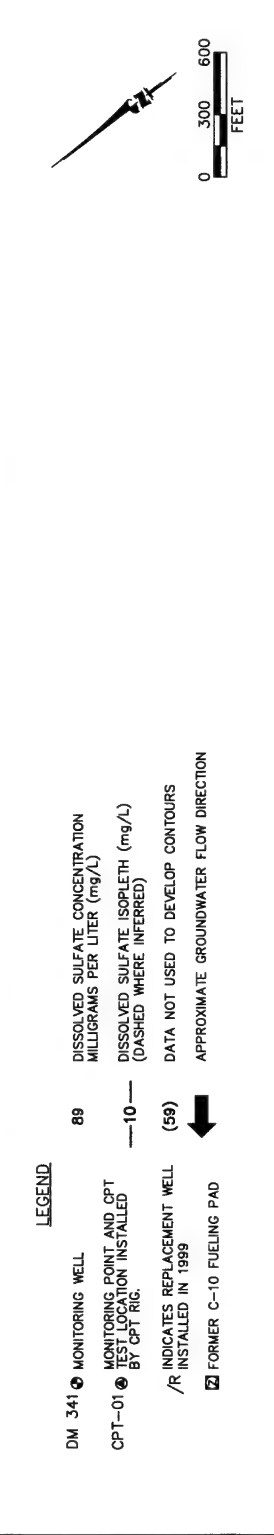 LEGEND
DM 341 MONITORING WELL
CPT-01 MONITORING POINT AND CPT
TEST LOCATION INSTALLED
BY CPT RIG.
/R INDICATES REPLACEMENT WELL
INSTALLED IN 1999
Z FORMER C-10 FUELING PAD
89 DISSOLVED SULFATE CONCENTRATION
MILLIGRAMS PER LITER (mg/L)
—10— DISSOLVED SULFATE ISOPLETH (mg/L)
(DASHED WHERE INFERRED)
(59) DATA NOT USED TO DEVELOP CONTOURS
APPROXIMATE GROUNDWATER FLOW DIRECTION
N
0 300 600
FEET